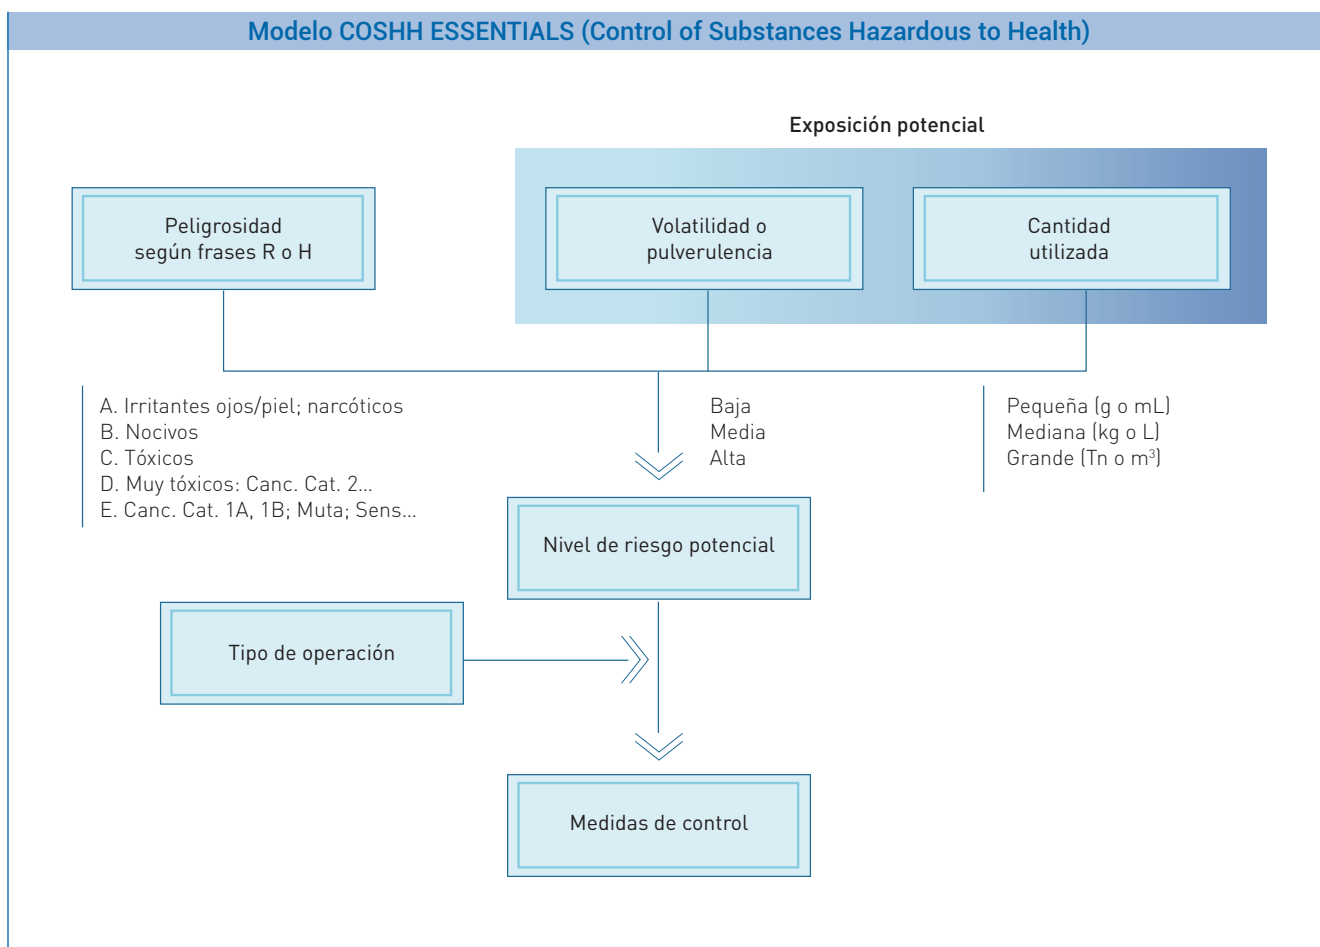 Modelo COSHH ESSENTIALS (Control of Substances Hazardous to Health)
Exposición potencial
Peligrosidad
según frases R o H
Volatilidad o
pulverulencia
Cantidad
utilizada
A. Irritantes ojos/piel; narcóticos
B. Nocivos
C. Tóxicos
D. Muy tóxicos: Canc. Cat. 2...
E. Canc. Cat. 1A, 1B; Muta; Sens...
Baja
Media
Alta
Pequeña (g o mL)
Mediana (kg o L)
Grande (Tn o m³)
Nivel de riesgo potencial
Tipo de operación
Medidas de control